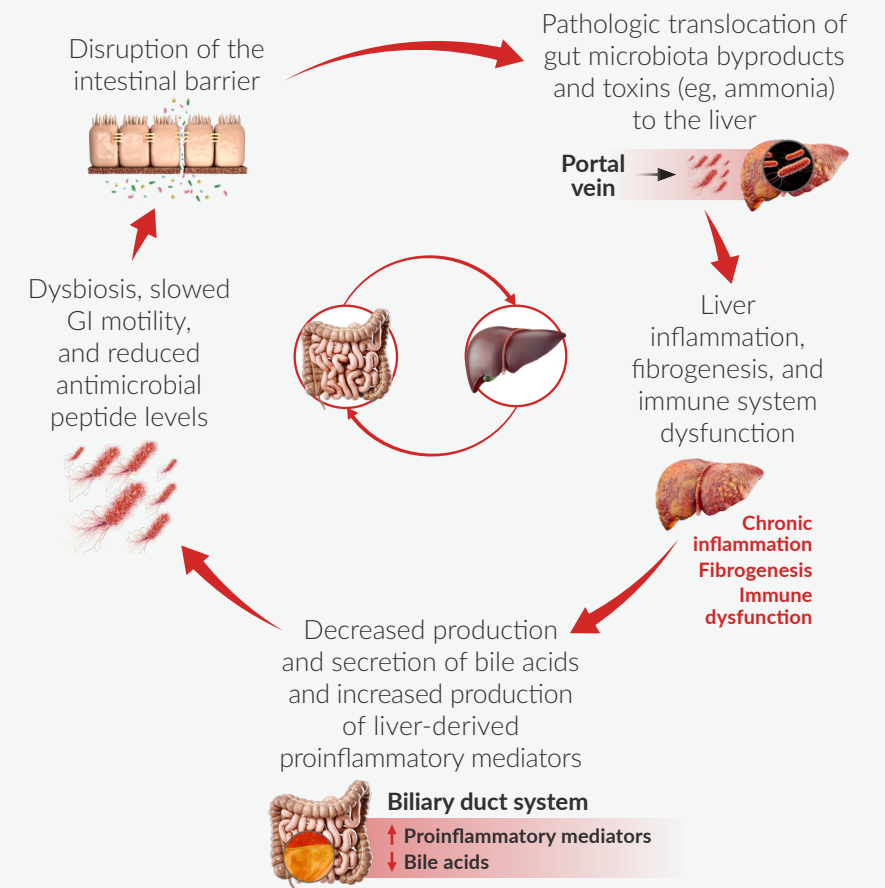 Disruption of the
intestinal barrier
Pathologic translocation of
gut microbiota byproducts
and toxins (eg, ammonia)
to the liver
Portal
vein
Liver
inflammation,
fibrogenesis, and
immune system
dysfunction
Chronic
inflammation
Fibrogenesis
Immune
dysfunction
Decreased production
and secretion of bile acids
and increased production
of liver-derived
proinflammatory mediators
Biliary duct system
↑ Proinflammatory mediators
↓ Bile acids
Dysbiosis, slowed
GI motility,
and reduced
antimicrobial
peptide levels